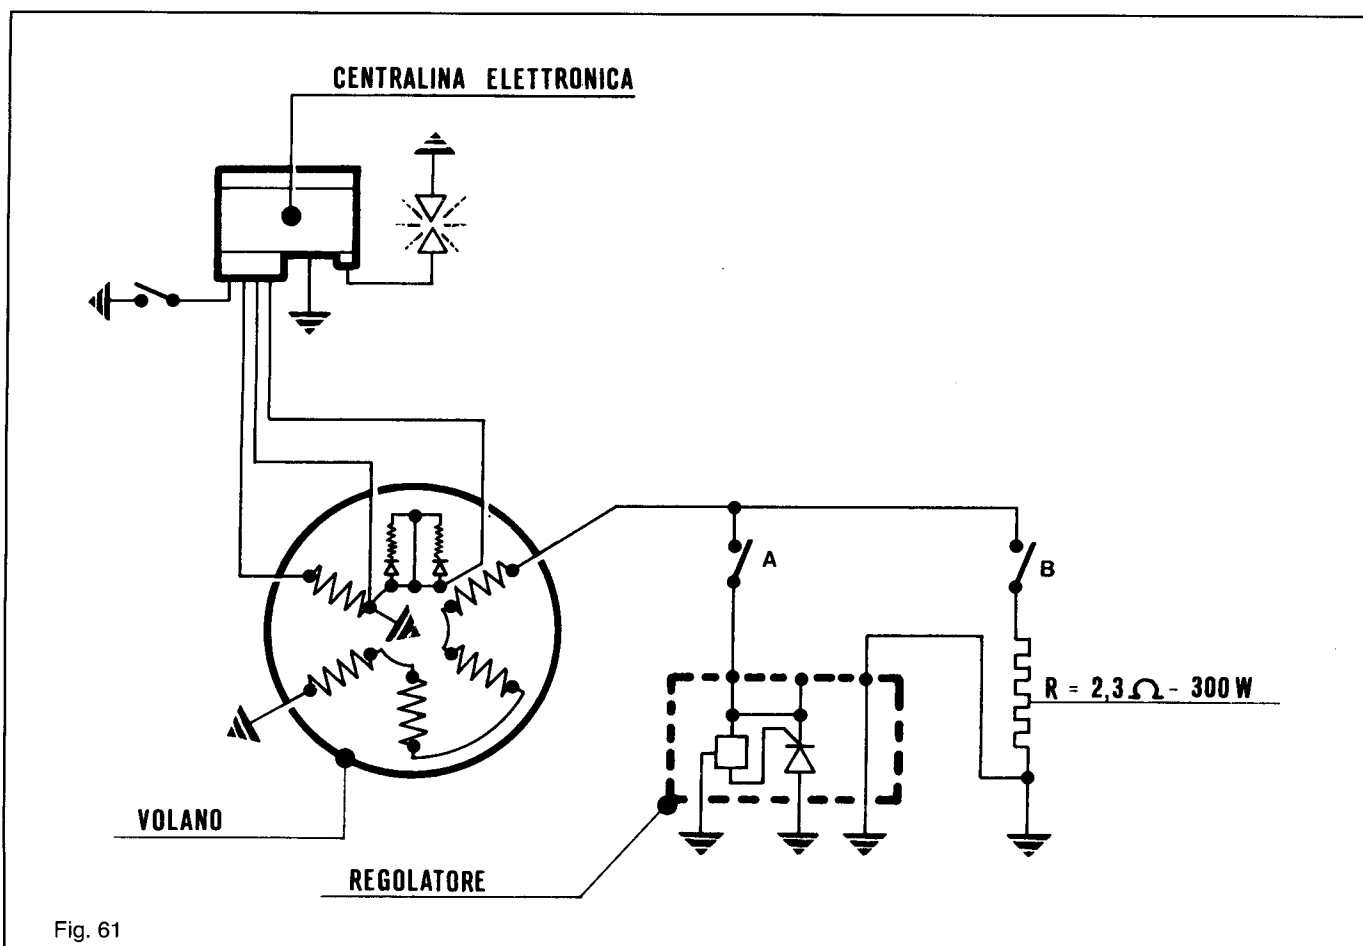 CENTRALINA ELETTRONICA
A
B
R = 2,3 Ω - 300 W
VOLANO
REGOLATORE
Fig. 61